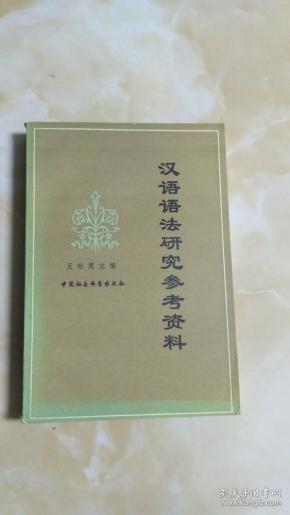 汉语语法研究参考资料
王松茂主编
中国社会科学出版社
孔夫子旧书网